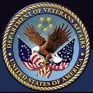 DEPARTMENT OF VETERANS AFFAIRS
UNITED STATES OF AMERICA